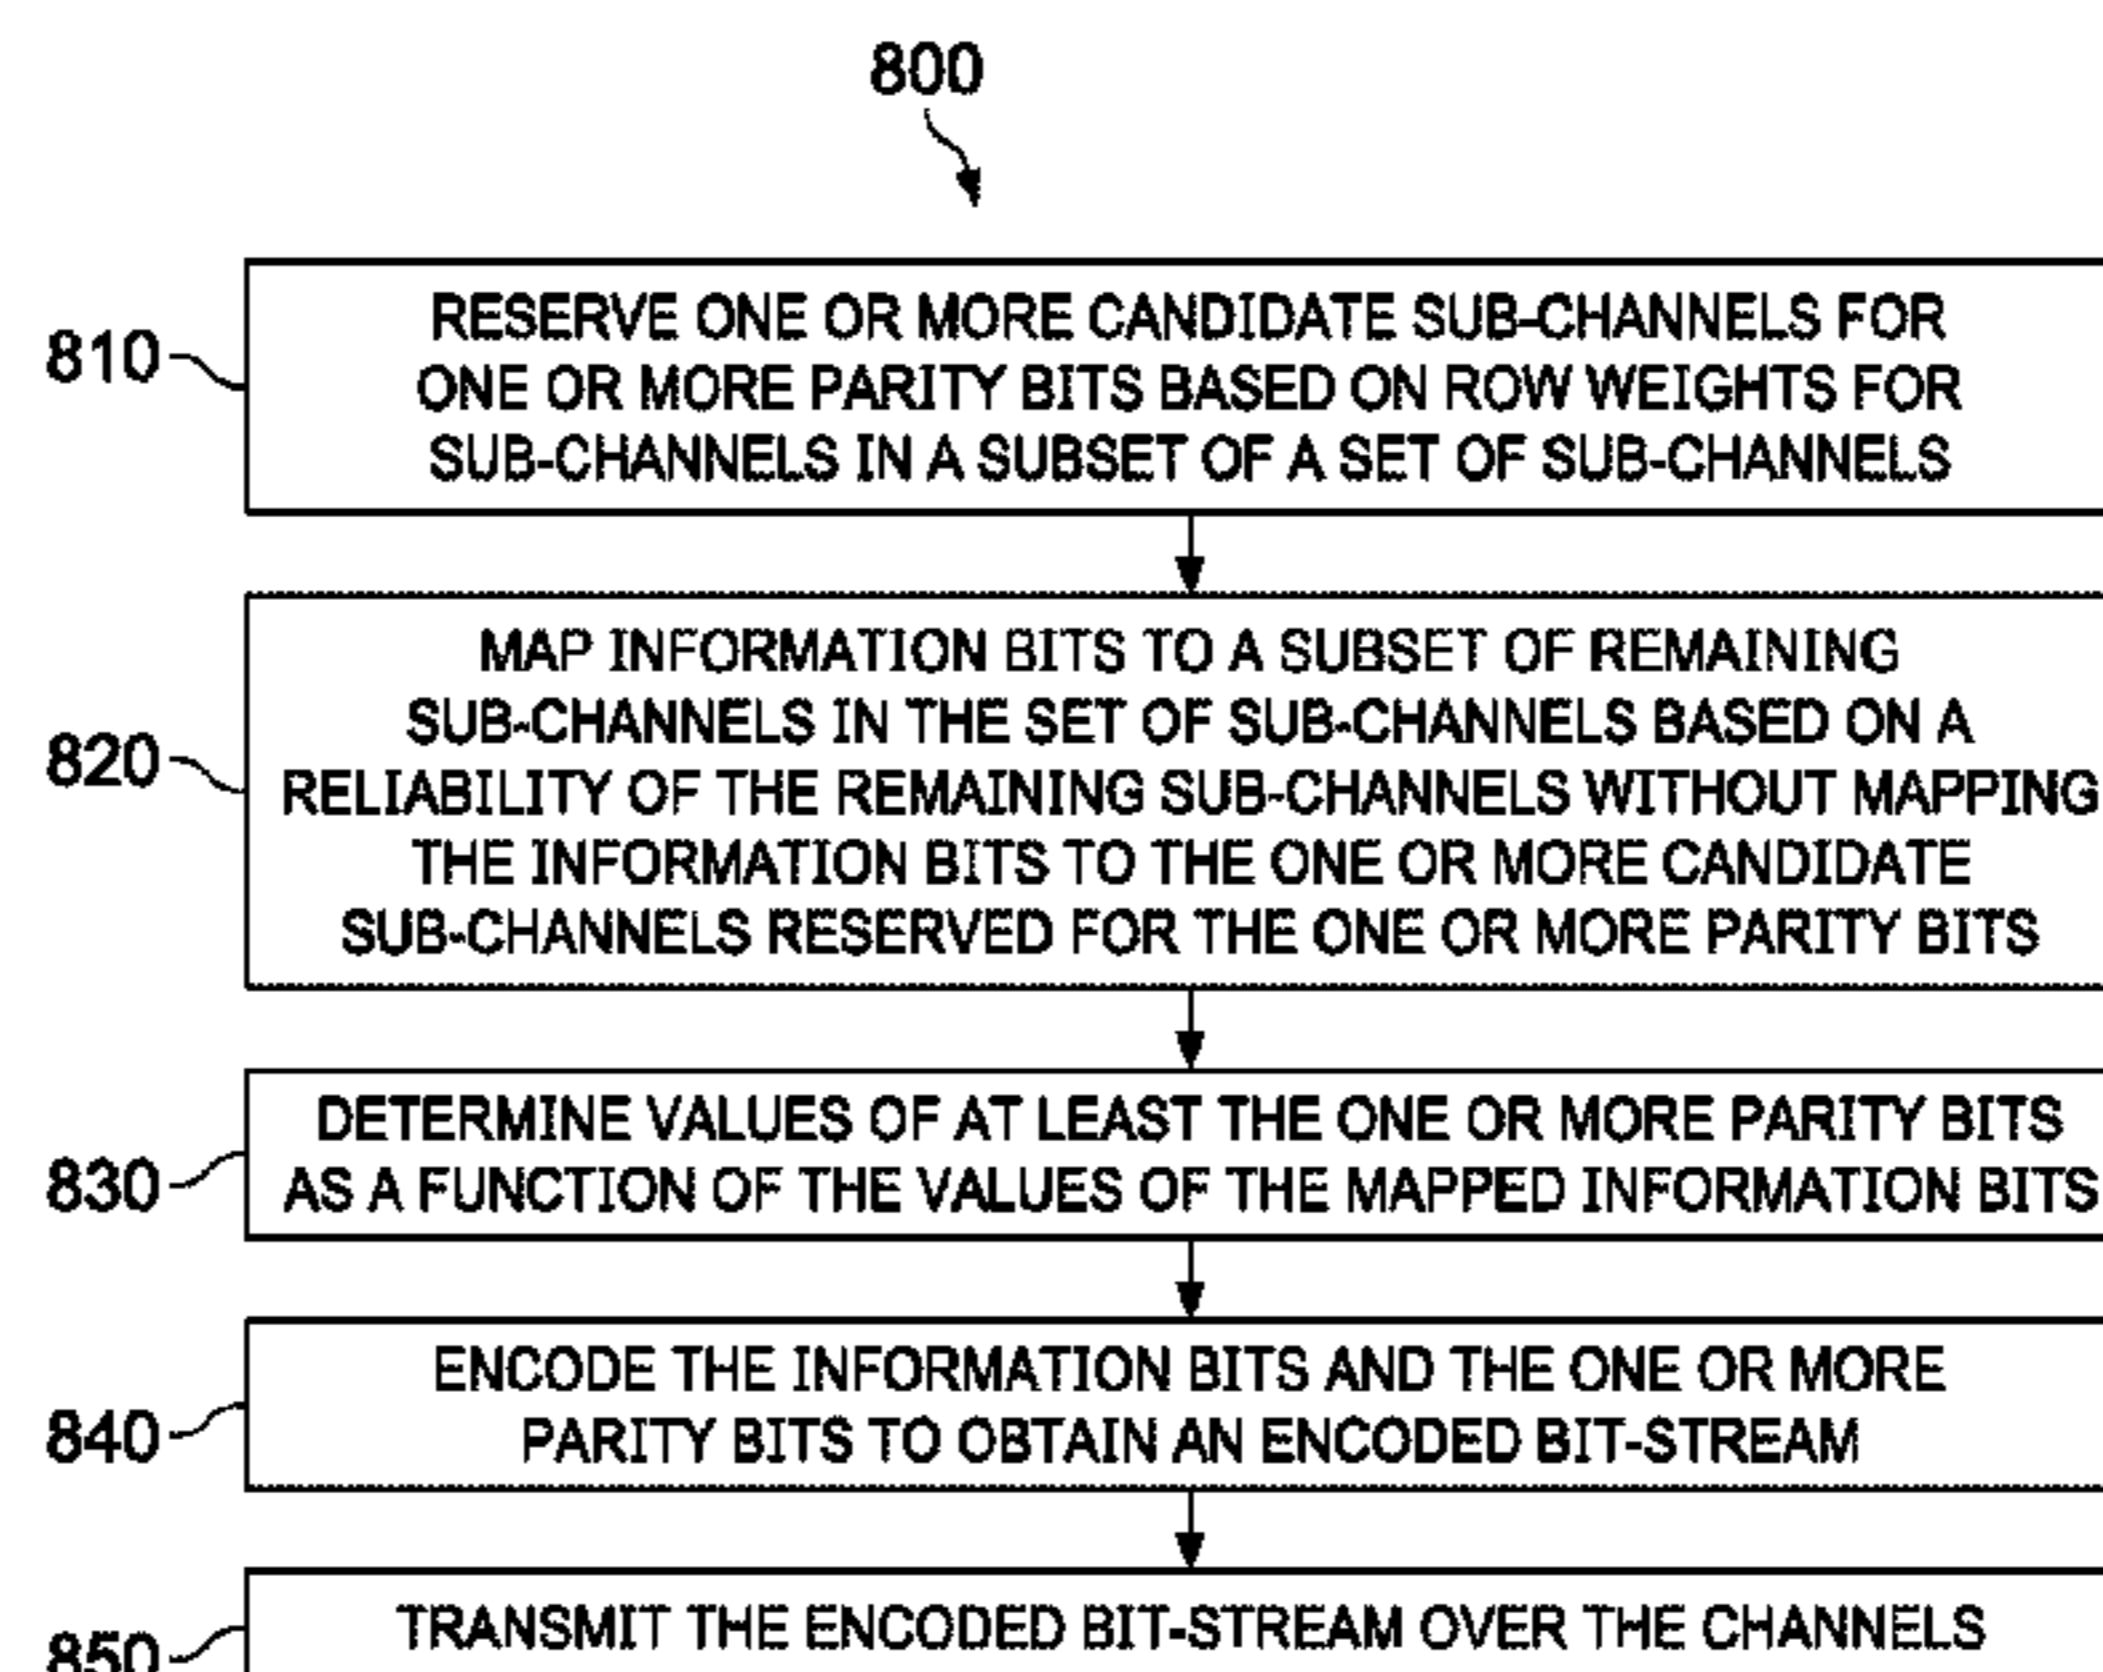 800
810
RESERVE ONE OR MORE CANDIDATE SUB-CHANNELS FOR
ONE OR MORE PARITY BITS BASED ON ROW WEIGHTS FOR
SUB-CHANNELS IN A SUBSET OF A SET OF SUB-CHANNELS
820
MAP INFORMATION BITS TO A SUBSET OF REMAINING
SUB-CHANNELS IN THE SET OF SUB-CHANNELS BASED ON A
RELIABILITY OF THE REMAINING SUB-CHANNELS WITHOUT MAPPING
THE INFORMATION BITS TO THE ONE OR MORE CANDIDATE
SUB-CHANNELS RESERVED FOR THE ONE OR MORE PARITY BITS
830
DETERMINE VALUES OF AT LEAST THE ONE OR MORE PARITY BITS
AS A FUNCTION OF THE VALUES OF THE MAPPED INFORMATION BITS
840
ENCODE THE INFORMATION BITS AND THE ONE OR MORE
PARITY BITS TO OBTAIN AN ENCODED BIT-STREAM
850
TRANSMIT THE ENCODED BIT-STREAM OVER THE CHANNELS